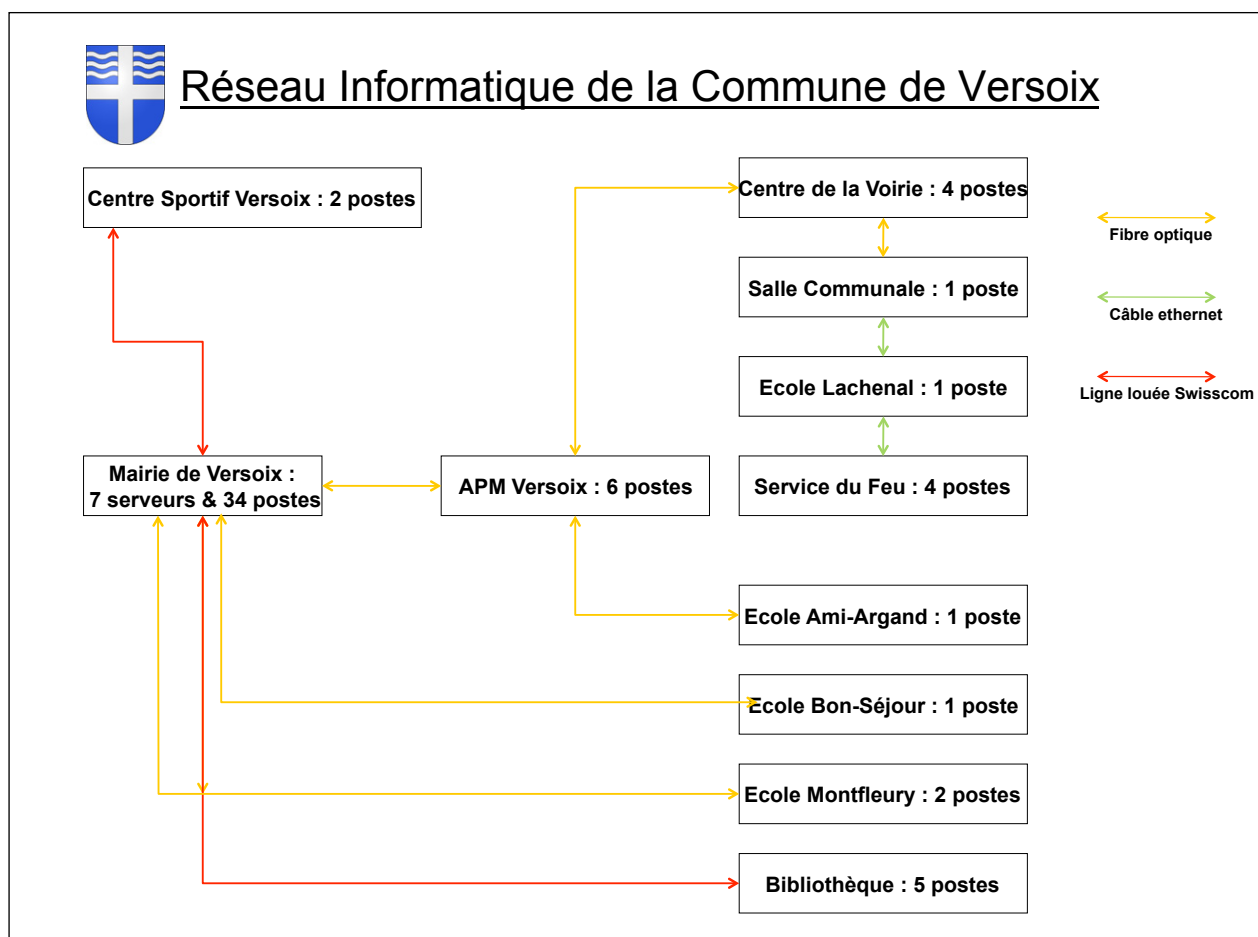 Réseau Informatique de la Commune de Versoix
Centre Sportif Versoix : 2 postes
Centre de la Voirie : 4 postes
Fibre optique
Salle Communale : 1 poste
Câble ethernet
Ecole Lachenal : 1 poste
Ligne louée Swisscom
Mairie de Versoix :
7 serveurs & 34 postes
APM Versoix : 6 postes
Service du Feu : 4 postes
Ecole Ami-Argand : 1 poste
Ecole Bon-Séjour : 1 poste
Ecole Montfleury : 2 postes
Bibliothèque : 5 postes